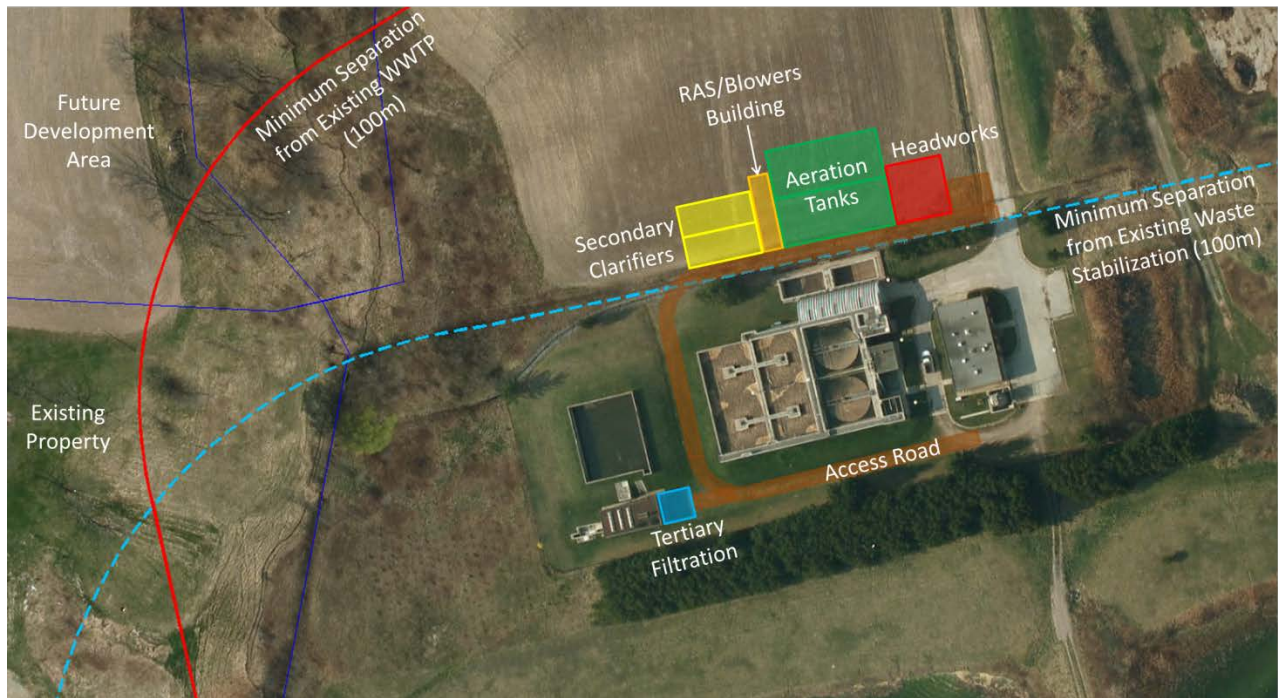 Future
Development
Area
Minimum Separation
from Existing WWTP
(100m)
RAS/Blowers
Building
Headworks
Aeration
Tanks
Secondary
Clarifiers
Minimum Separation
from Existing Waste
Stabilization (100m)
Existing
Property
Access Road
Tertiary
Filtration